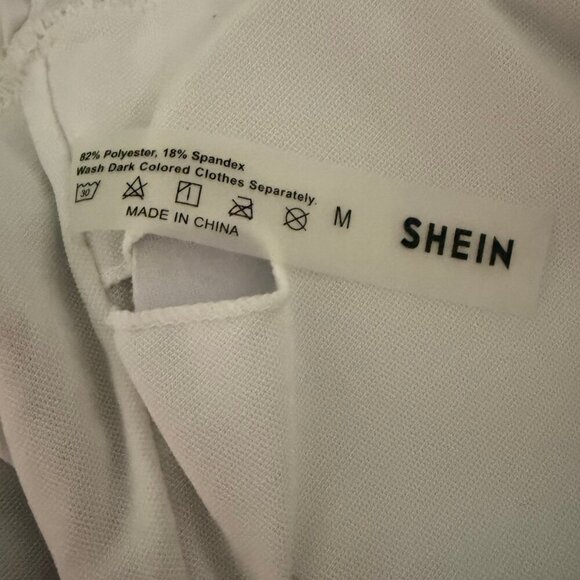 82% Polyester, 18% Spandex
Wash Dark Colored Clothes Separately.
30
MADE IN CHINA
M
SHEIN